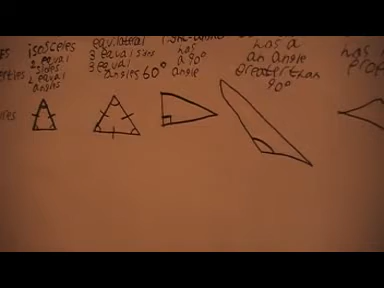 isosceles
2 equal
sides
2 equal
angles
equilateral
3 equal sides
3 equal
angles 60°
has
a 90°
angle
has a
an angle
greater than
90°
has